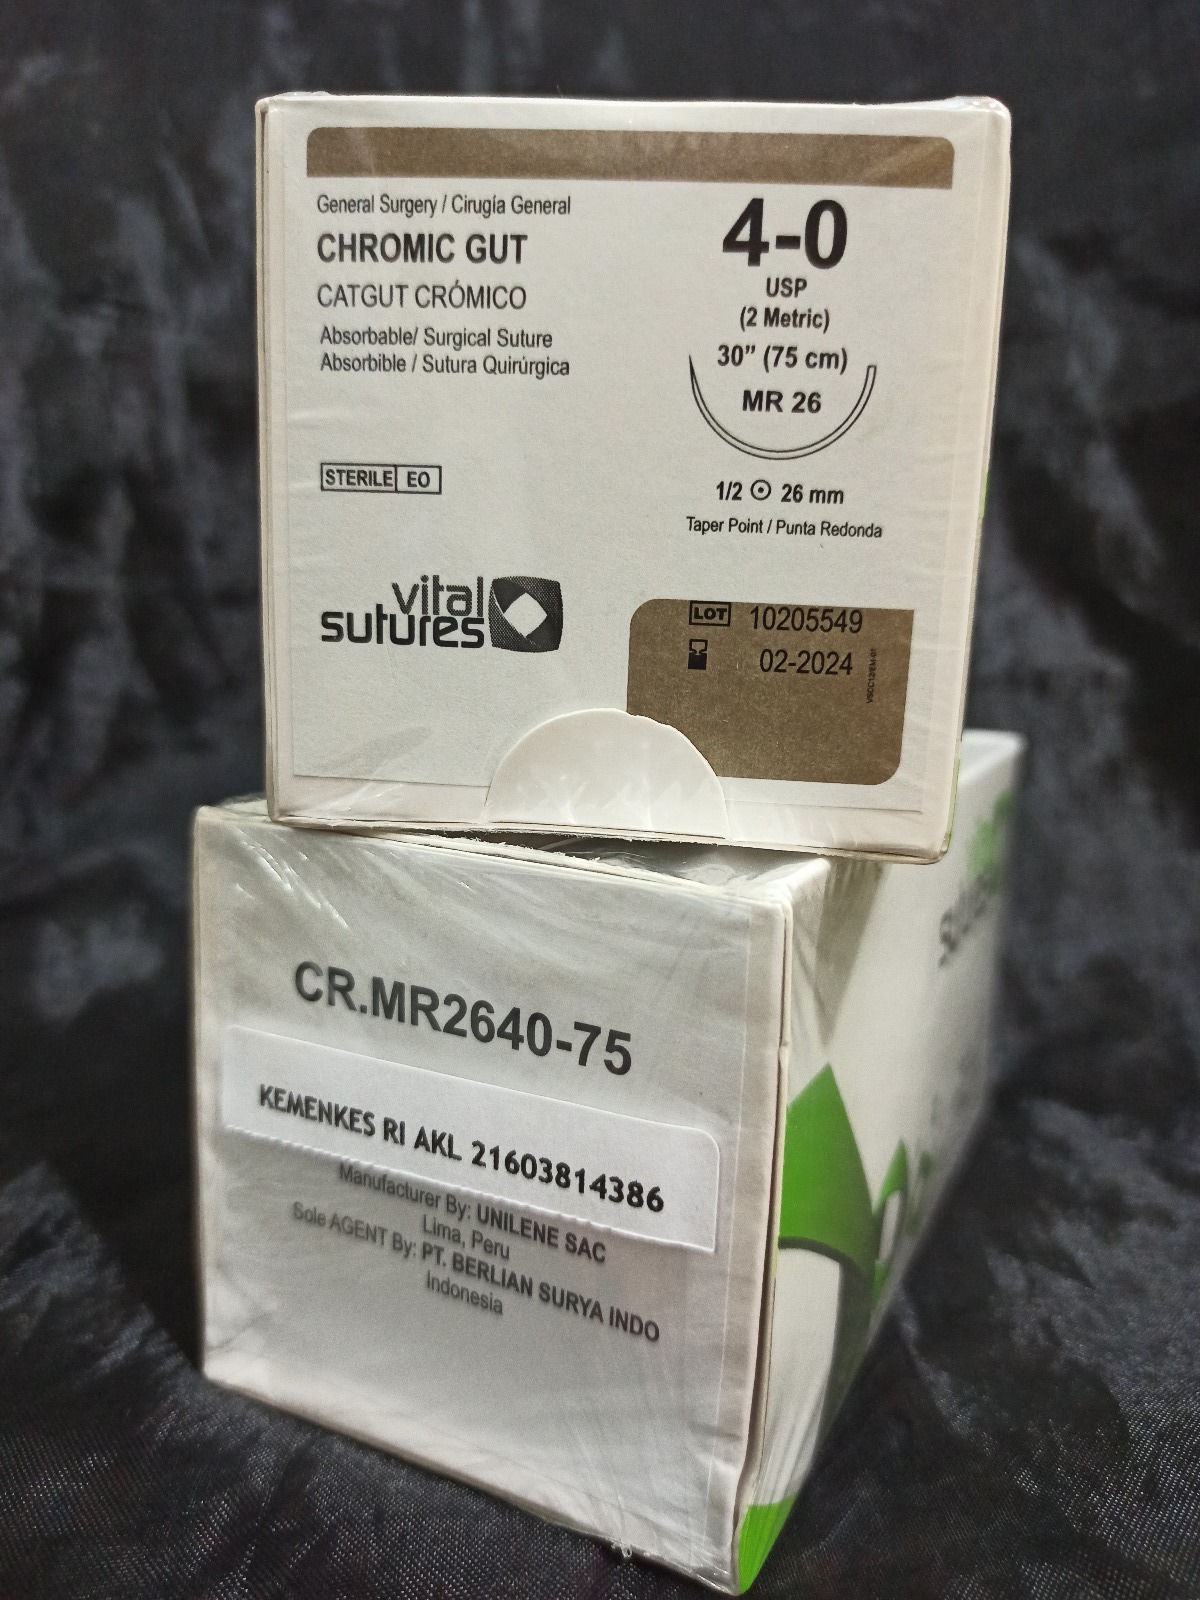 General Surgery / Cirugía General
CHROMIC GUT
CATGUT CRÓMICO
Absorbable/ Surgical Suture
Absorbible / Sutura Quirúrgica
STERILE EO
vital
sutures
4-0
USP
(2 Metric)
30" (75 cm)
MR 26
1/2 26 mm
Taper Point / Punta Redonda
LOT 10205549
02-2024
CR.MR2640-75
KEMENKES RI AKL 21603814386
Manufacturer By: UNILENE SAC
Lima, Peru
Sole AGENT By: PT. BERLIAN SURYA INDO
Indonesia